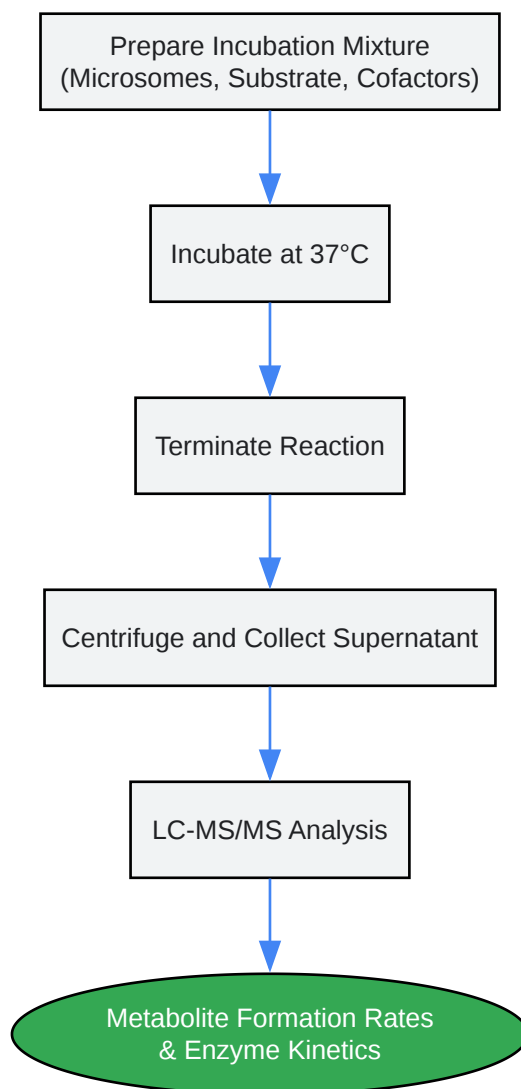 Prepare Incubation Mixture
(Microsomes, Substrate, Cofactors)
Incubate at 37°C
Terminate Reaction
Centrifuge and Collect Supernatant
LC-MS/MS Analysis
Metabolite Formation Rates
& Enzyme Kinetics